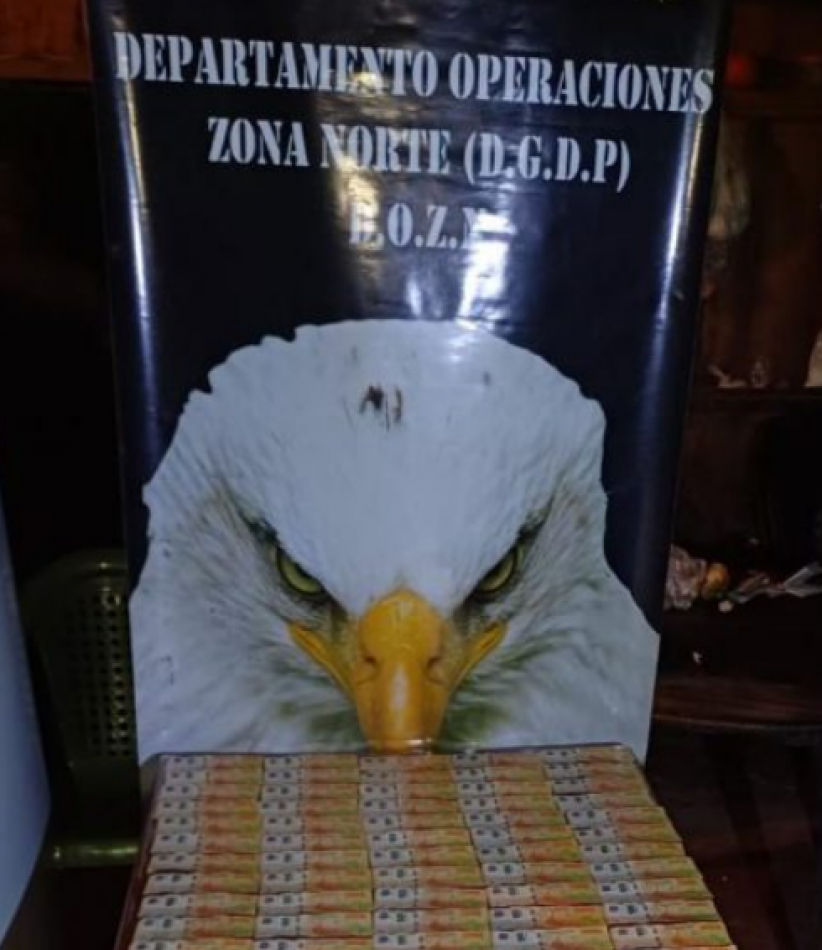 DEPARTAMENTO OPERACIONES
ZONA NORTE (D.G.D.P)
D.O.Z.N